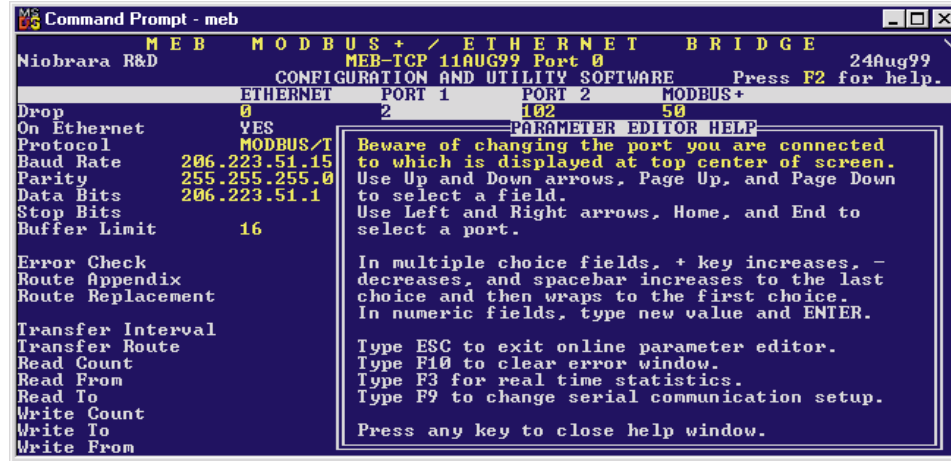 Command Prompt - meb
M E B M O D B U S + / E T H E R N E T B R I D G E
Niobrara R&D MEB-TCP 11AUG99 Port 0 24Aug99
CONFIGURATION AND UTILITY SOFTWARE Press F2 for help.
ETHERNET PORT 1 PORT 2 MODBUS+
Drop 0 2 102 50
On Ethernet YES
Protocol MODBUS/T
Baud Rate 206.223.51.15
Parity 255.255.255.0
Data Bits 206.223.51.1
Stop Bits
Buffer Limit 16
Error Check
Route Appendix
Route Replacement
Transfer Interval
Transfer Route
Read Count
Read From
Read To
Write Count
Write To
Write From
PARAMETER EDITOR HELP
Beware of changing the port you are connected
to which is displayed at top center of screen.
Use Up and Down arrows, Page Up, and Page Down
to select a field.
Use Left and Right arrows, Home, and End to
select a port.
In multiple choice fields, + key increases, -
decreases, and spacebar increases to the last
choice and then wraps to the first choice.
In numeric fields, type new value and ENTER.
Type ESC to exit online parameter editor.
Type F10 to clear error window.
Type F3 for real time statistics.
Type F9 to change serial communication setup.
Press any key to close help window.